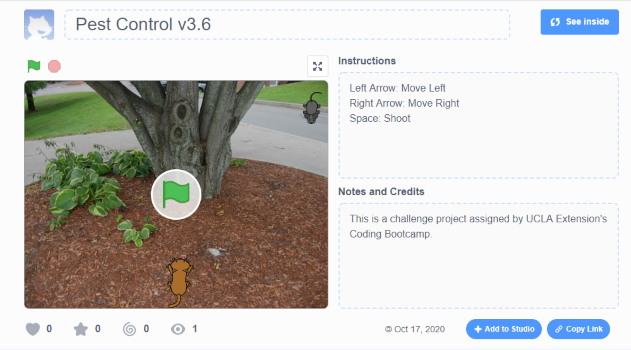 Pest Control v3.6
See inside
Instructions
Left Arrow: Move Left
Right Arrow: Move Right
Space: Shoot
Notes and Credits
This is a challenge project assigned by UCLA Extension's
Coding Bootcamp.
0
0
0
1
© Oct 17, 2020
Add to Studio
Copy Link